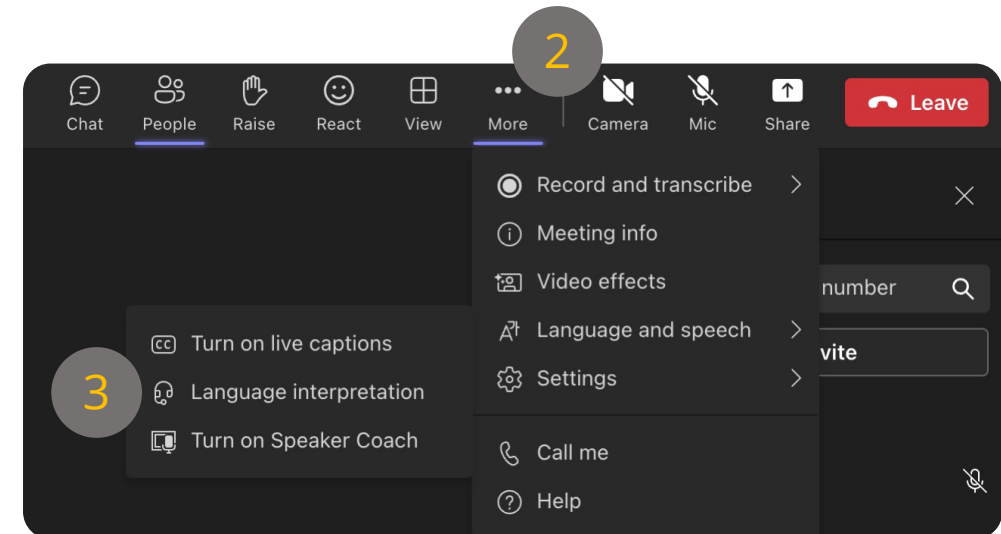 2
Chat People Raise React View More Camera Mic Share Leave
Record and transcribe
Meeting info
Video effects
number
Language and speech
vite
Turn on live captions
Settings
3
Language interpretation
Turn on Speaker Coach
Call me
Help